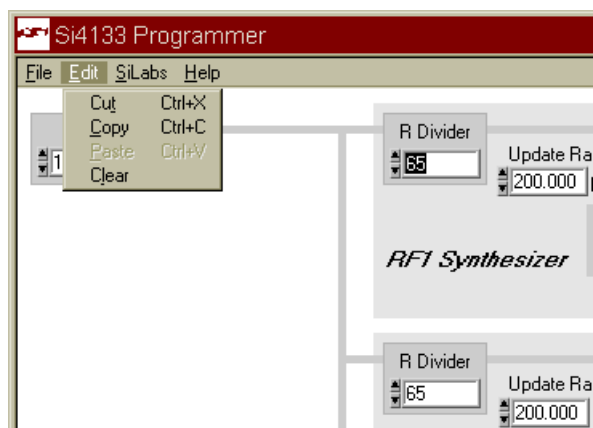 Si4133 Programmer
File Edit SiLabs Help
Cut Ctrl+X
Copy Ctrl+C
Paste Ctrl+V
Clear
1
R Divider
65
Update Ra
200.000
RF1 Synthesizer
R Divider
65
Update Ra
200.000